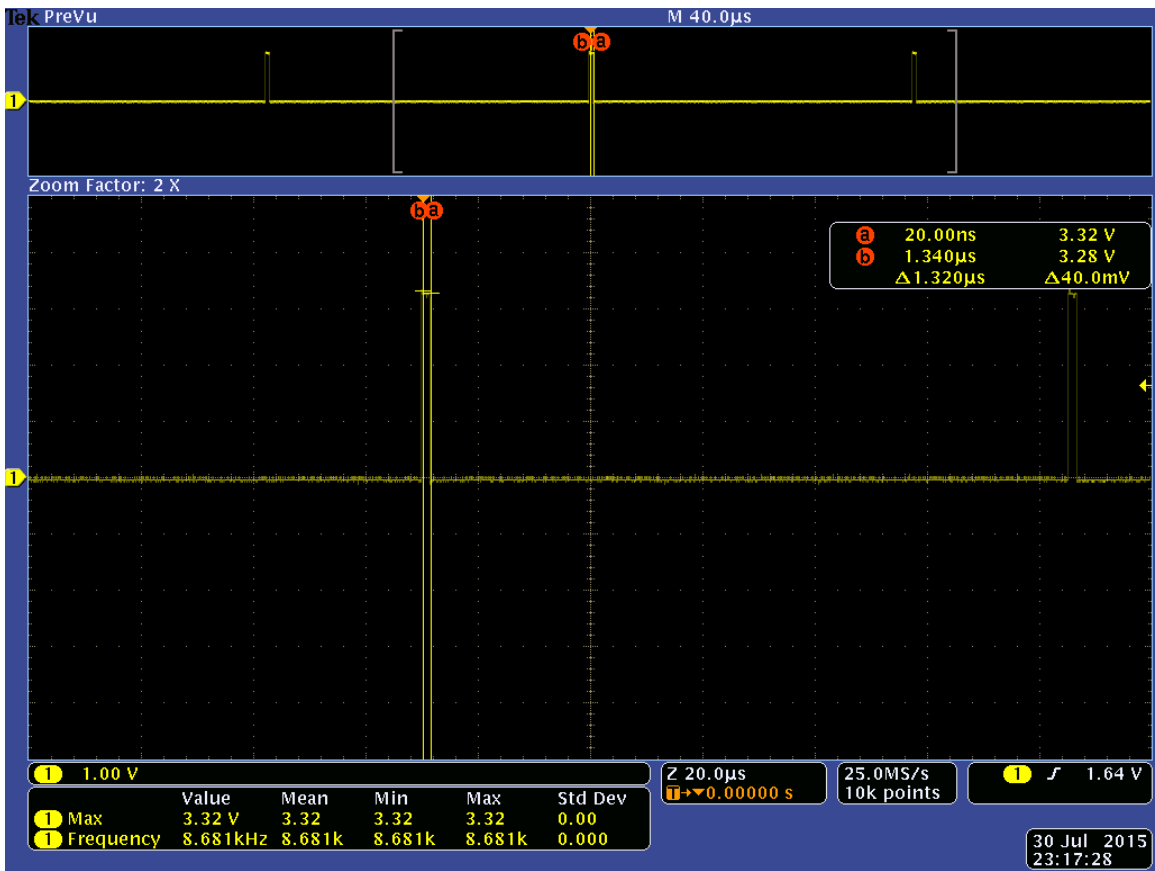 Tek PreVu M 40.0µs
b a
1
Zoom Factor: 2 X
b a
a 20.00ns 3.32 V
b 1.340µs 3.28 V
Δ1.320µs Δ40.0mV
1
1 1.00 V
Z 20.0µs
T→▼0.00000 s
25.0MS/s
10k points
1 ʃ 1.64 V
Value Mean Min Max Std Dev
1 Max 3.32 V 3.32 3.32 3.32 0.00
1 Frequency 8.681kHz 8.681k 8.681k 8.681k 0.000
30 Jul 2015
23:17:28